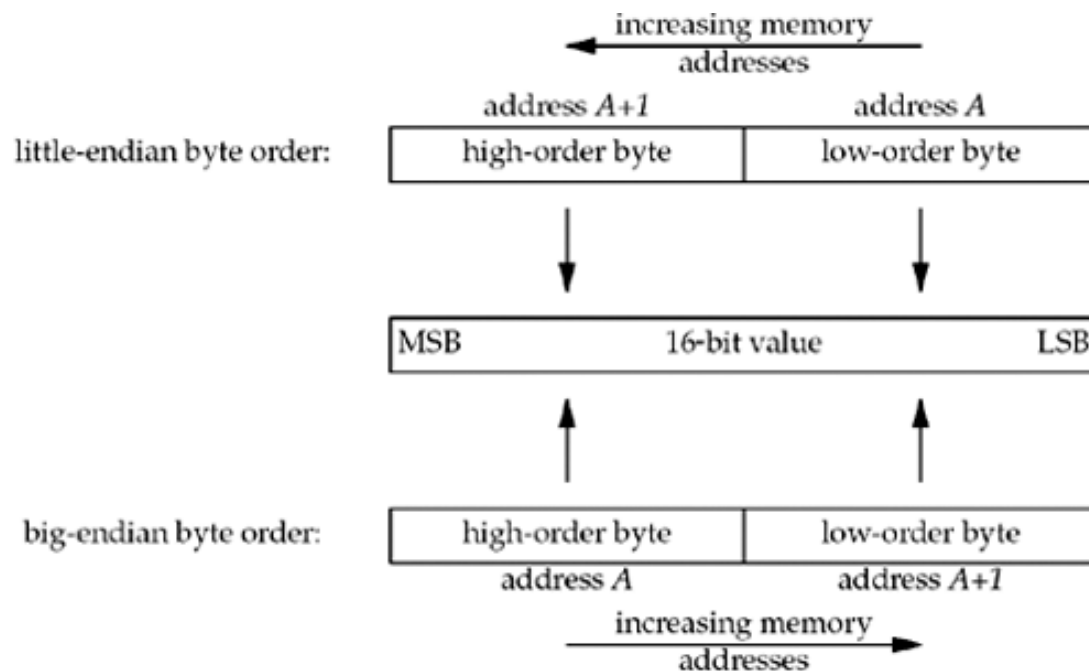 increasing memory
addresses
address A+1 address A
little-endian byte order: high-order byte low-order byte
MSB 16-bit value LSB
big-endian byte order: high-order byte low-order byte
address A address A+1
increasing memory
addresses